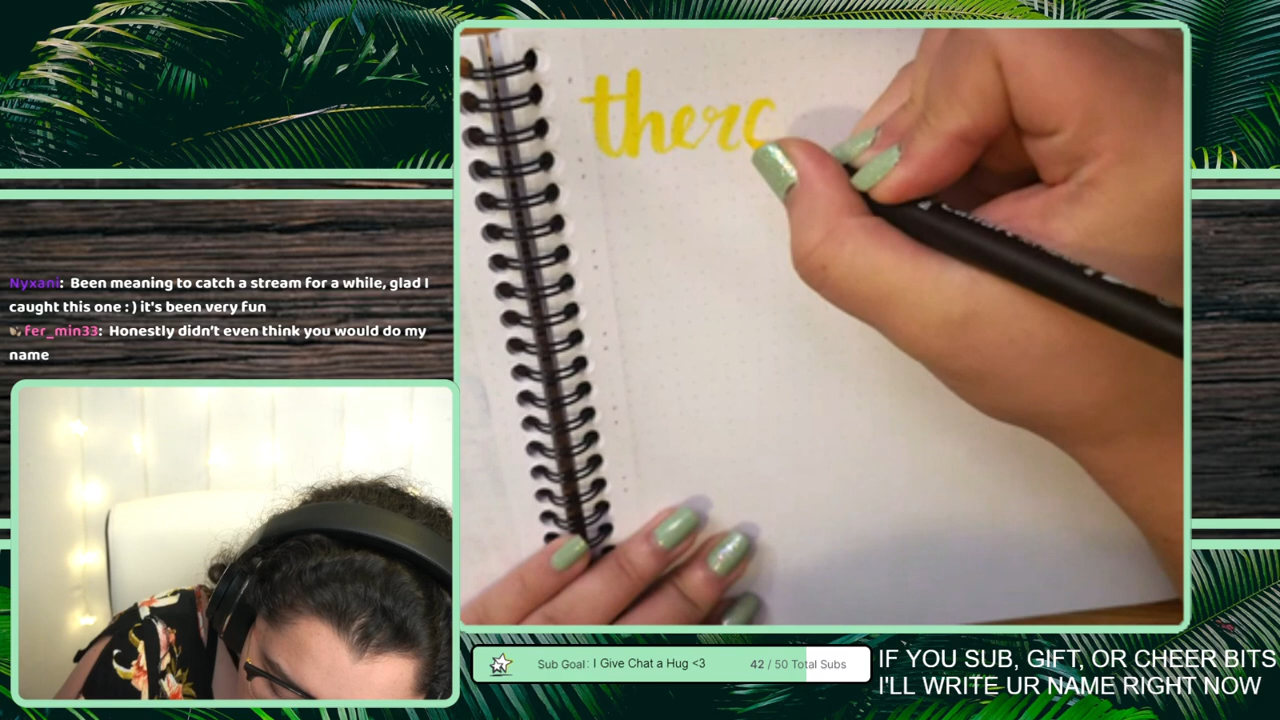 therc
Nyxani: Been meaning to catch a stream for a while, glad I
caught this one : ) it's been very fun
fer_min33: Honestly didn't even think you would do my
name
Sub Goal: I Give Chat a Hug <3 42 / 50 Total Subs
IF YOU SUB, GIFT, OR CHEER BITS
I'LL WRITE UR NAME RIGHT NOW